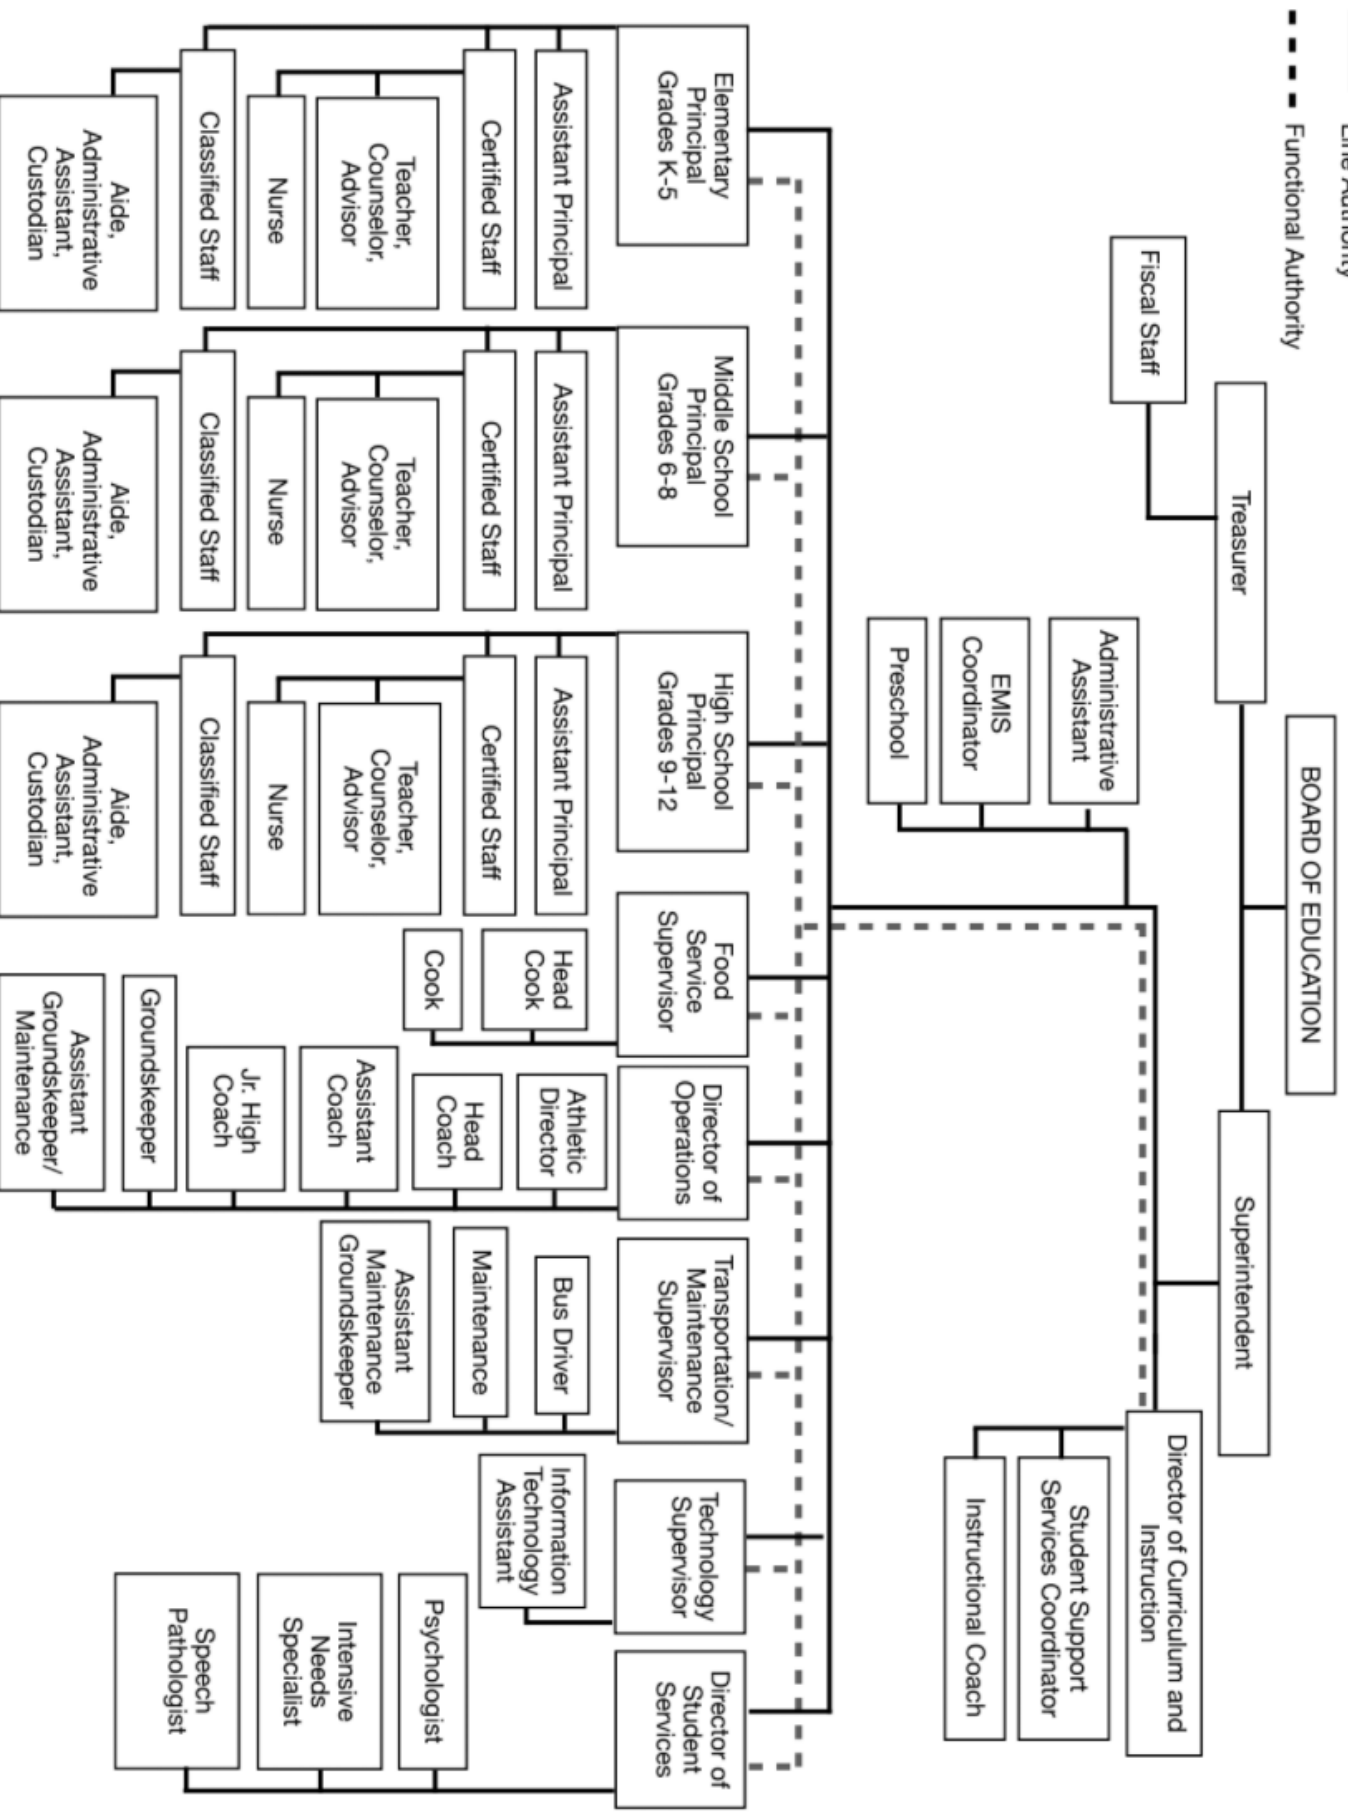 Line Authority
Functional Authority
BOARD OF EDUCATION
Treasurer
Superintendent
Fiscal Staff
Director of Curriculum and
Instruction
Administrative
Assistant
Student Support
Services Coordinator
EMIS
Coordinator
Instructional Coach
Preschool
Elementary
Principal
Grades K-5
Middle School
Principal
Grades 6-8
High School
Principal
Grades 9-12
Food
Service
Supervisor
Director of
Operations
Transportation/
Maintenance
Supervisor
Technology
Supervisor
Director of
Student
Services
Assistant Principal
Certified Staff
Teacher,
Counselor,
Advisor
Nurse
Classified Staff
Aide,
Administrative
Assistant,
Custodian
Assistant Principal
Certified Staff
Teacher,
Counselor,
Advisor
Nurse
Classified Staff
Aide,
Administrative
Assistant,
Custodian
Assistant Principal
Certified Staff
Teacher,
Counselor,
Advisor
Nurse
Classified Staff
Aide,
Administrative
Assistant,
Custodian
Head
Cook
Cook
Athletic
Director
Head
Coach
Assistant
Coach
Jr. High
Coach
Groundskeeper
Assistant
Groundskeeper/
Maintenance
Bus Driver
Maintenance
Assistant
Maintenance
Groundskeeper
Information
Technology
Assistant
Psychologist
Intensive
Needs
Specialist
Speech
Pathologist